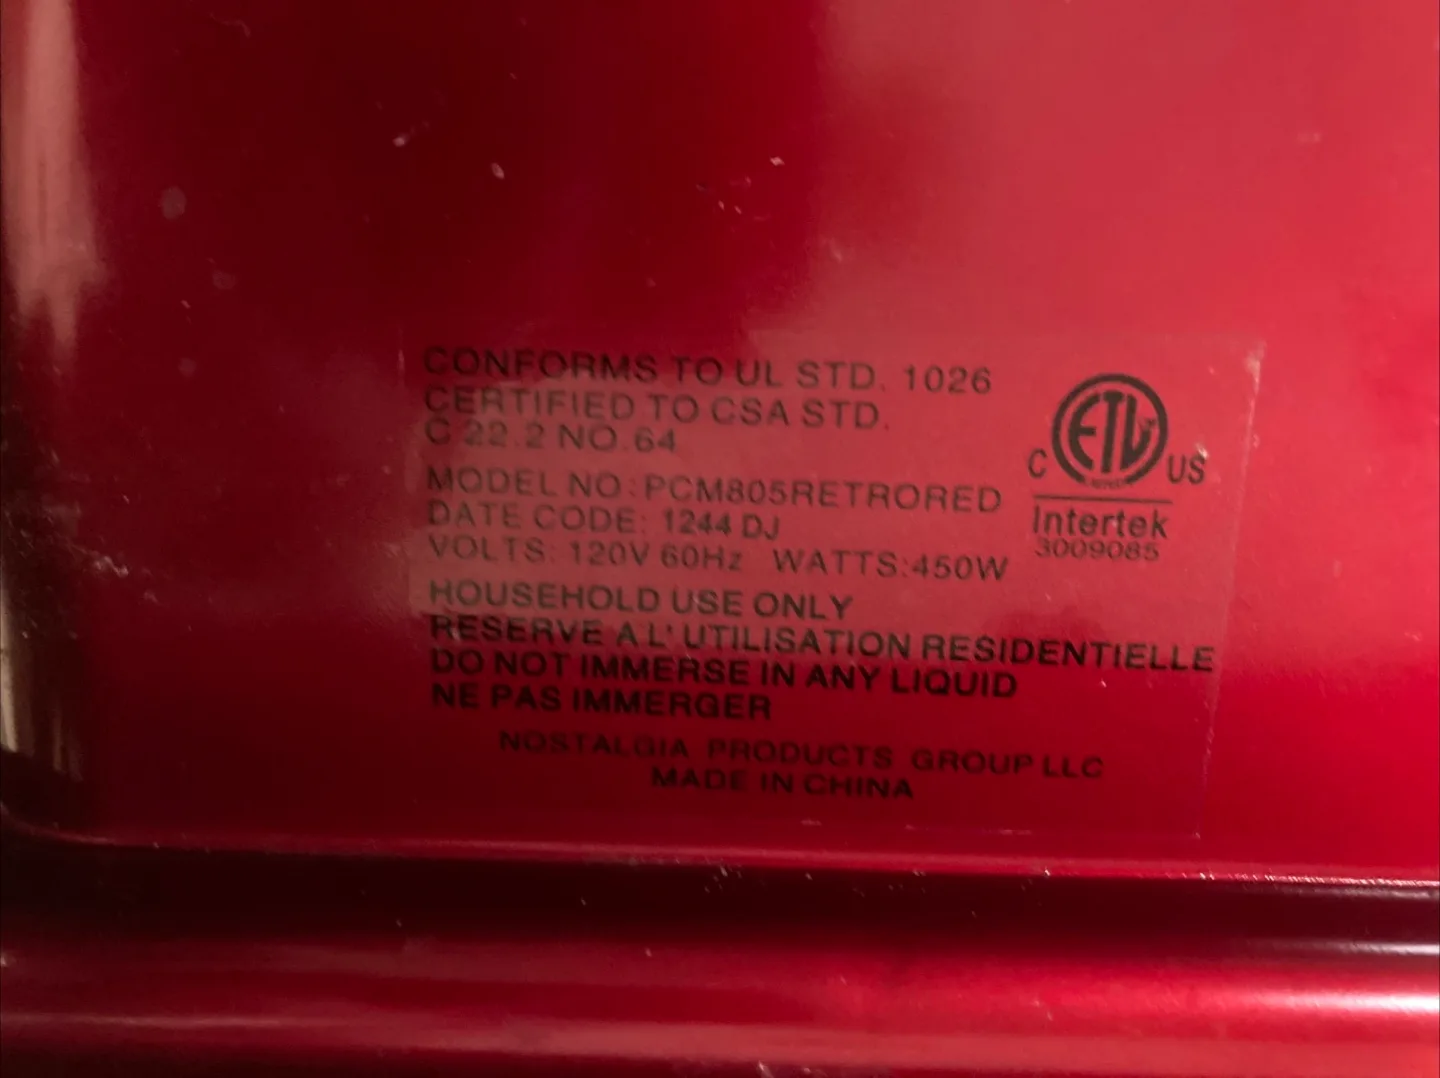 CONFORMS TO UL STD. 1026
CERTIFIED TO CSA STD.
C 22.2 NO.64
MODEL NO:PCM805RETRORED
DATE CODE: 1244 DJ
VOLTS: 120V 60Hz WATTS:450W
HOUSEHOLD USE ONLY
RESERVE A L' UTILISATION RESIDENTIELLE
DO NOT IMMERSE IN ANY LIQUID
NE PAS IMMERGER
NOSTALGIA PRODUCTS GROUP LLC
MADE IN CHINA
C ETL US
Intertek
3009085